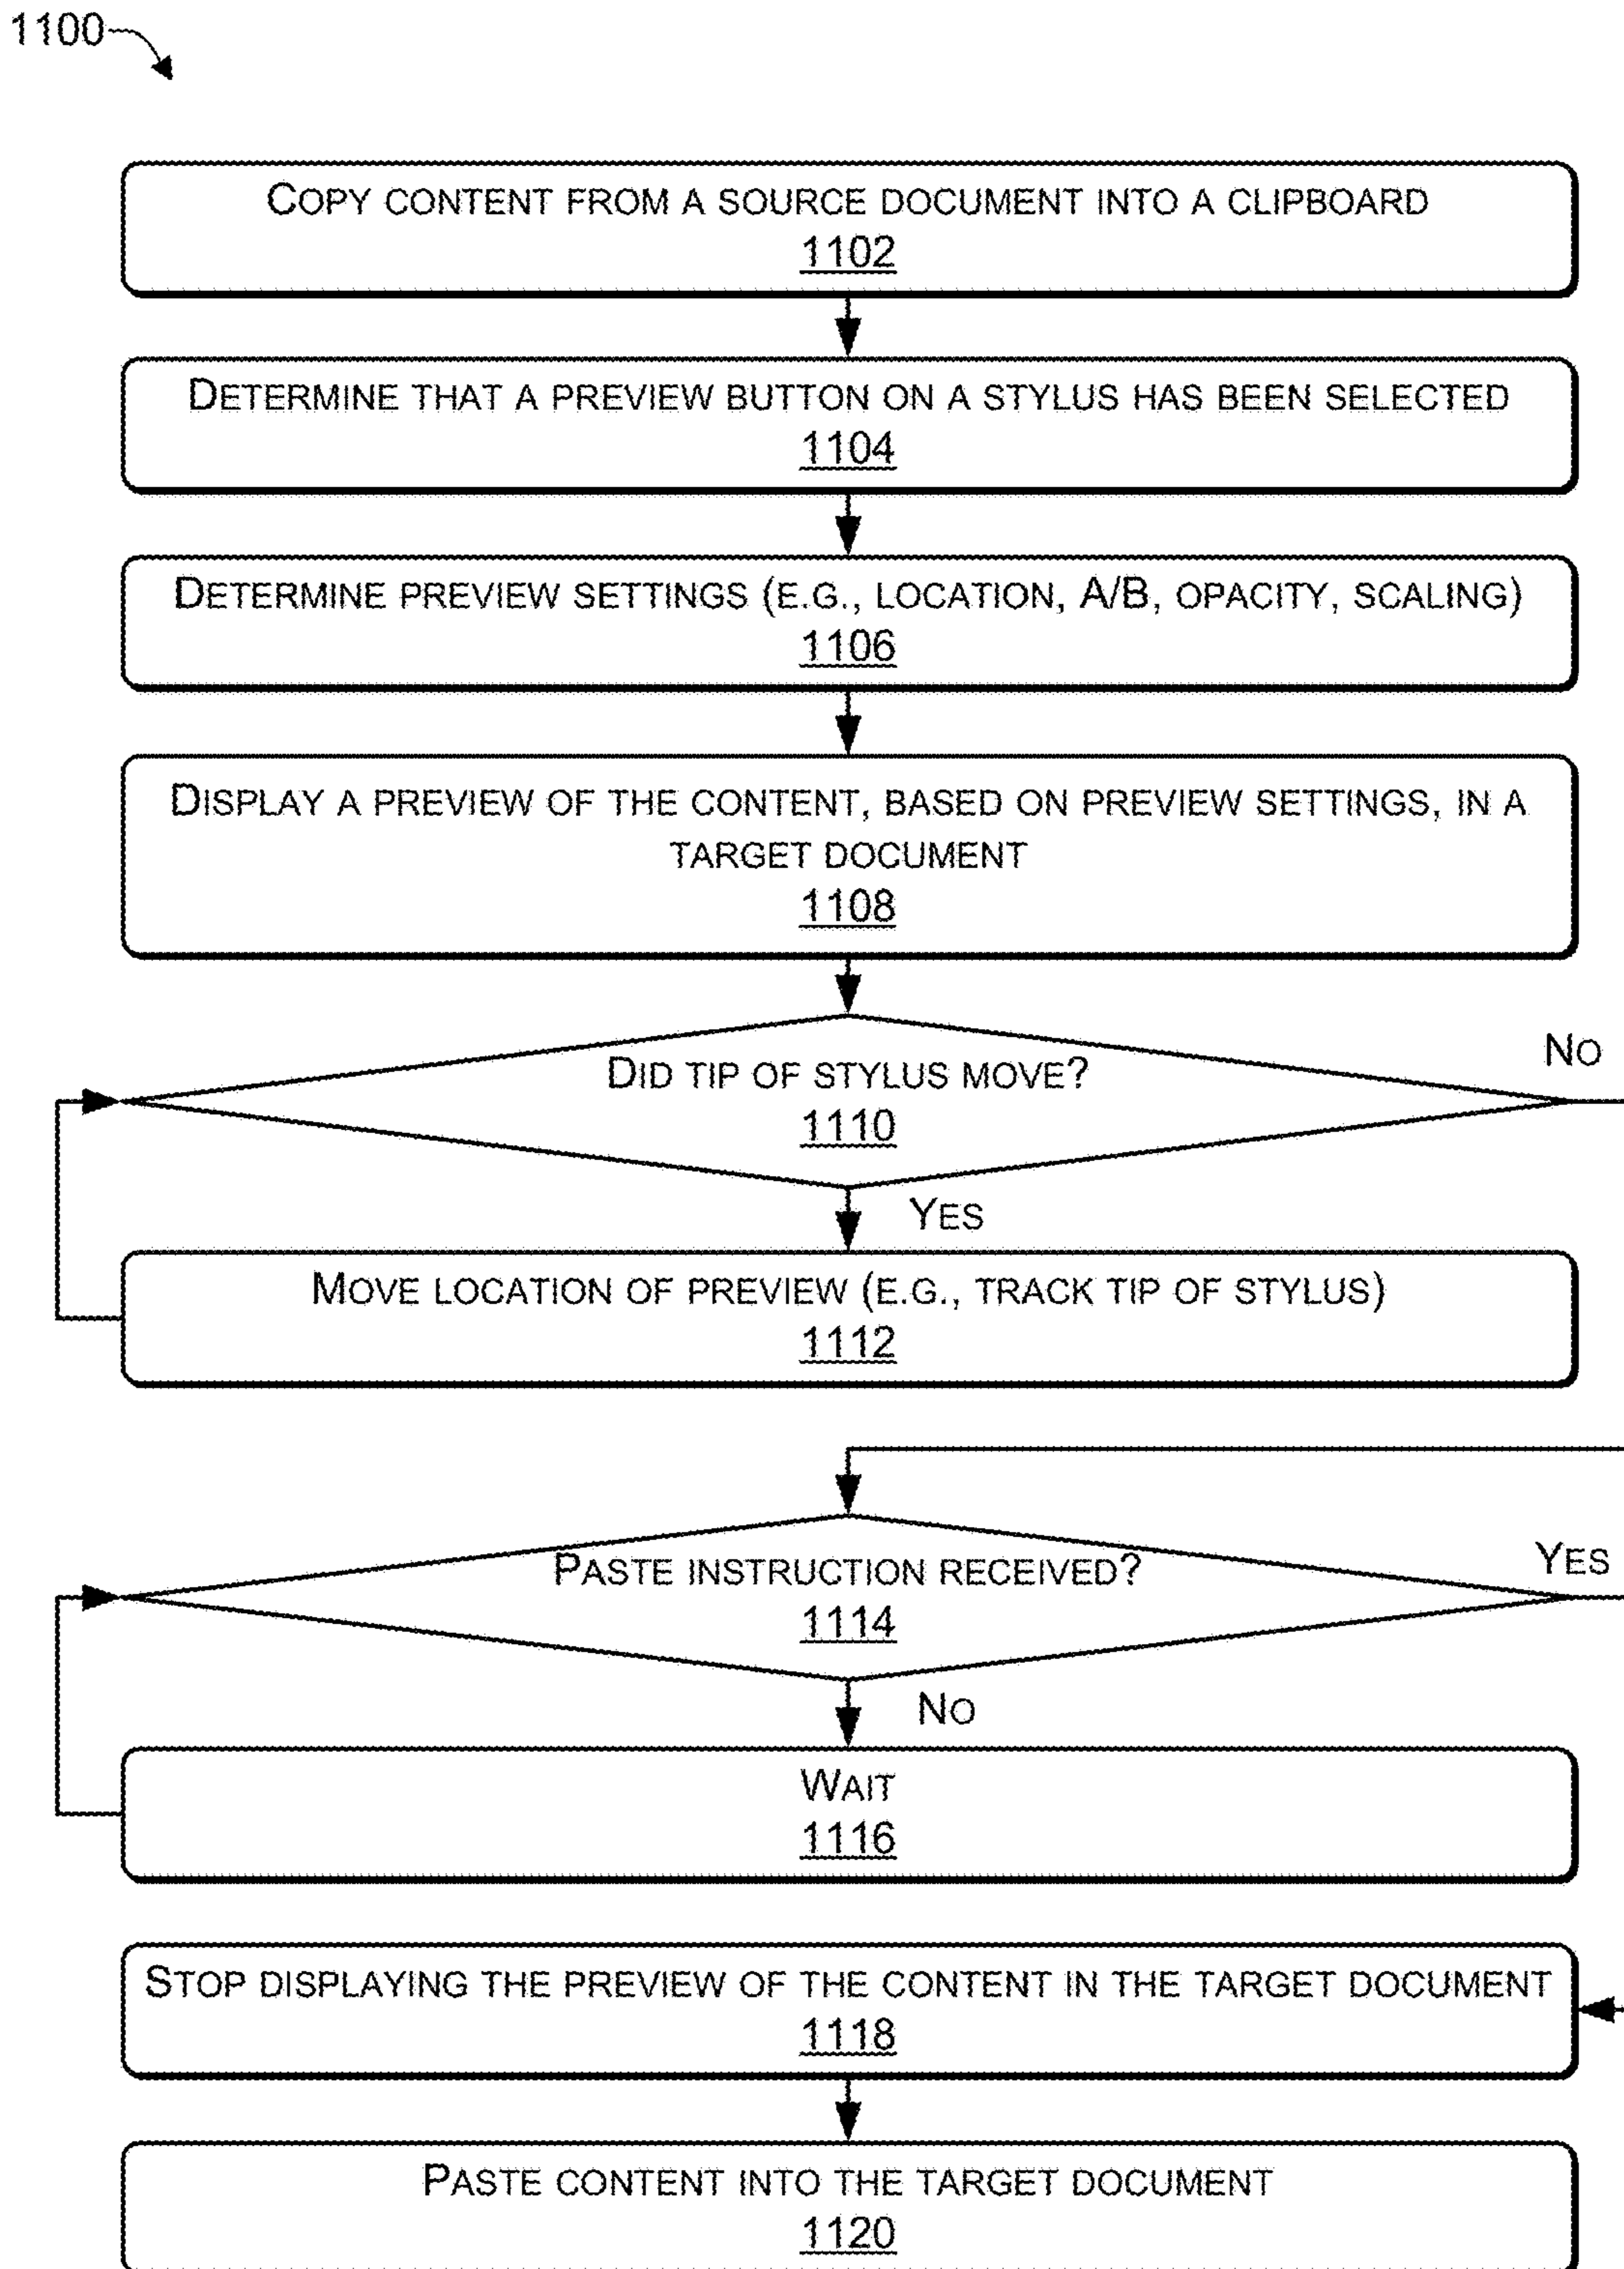 1100
COPY CONTENT FROM A SOURCE DOCUMENT INTO A CLIPBOARD
1102
DETERMINE THAT A PREVIEW BUTTON ON A STYLUS HAS BEEN SELECTED
1104
DETERMINE PREVIEW SETTINGS (E.G., LOCATION, A/B, OPACITY, SCALING)
1106
DISPLAY A PREVIEW OF THE CONTENT, BASED ON PREVIEW SETTINGS, IN A
TARGET DOCUMENT
1108
NO
DID TIP OF STYLUS MOVE?
1110
YES
MOVE LOCATION OF PREVIEW (E.G., TRACK TIP OF STYLUS)
1112
YES
PASTE INSTRUCTION RECEIVED?
1114
NO
WAIT
1116
STOP DISPLAYING THE PREVIEW OF THE CONTENT IN THE TARGET DOCUMENT
1118
PASTE CONTENT INTO THE TARGET DOCUMENT
1120